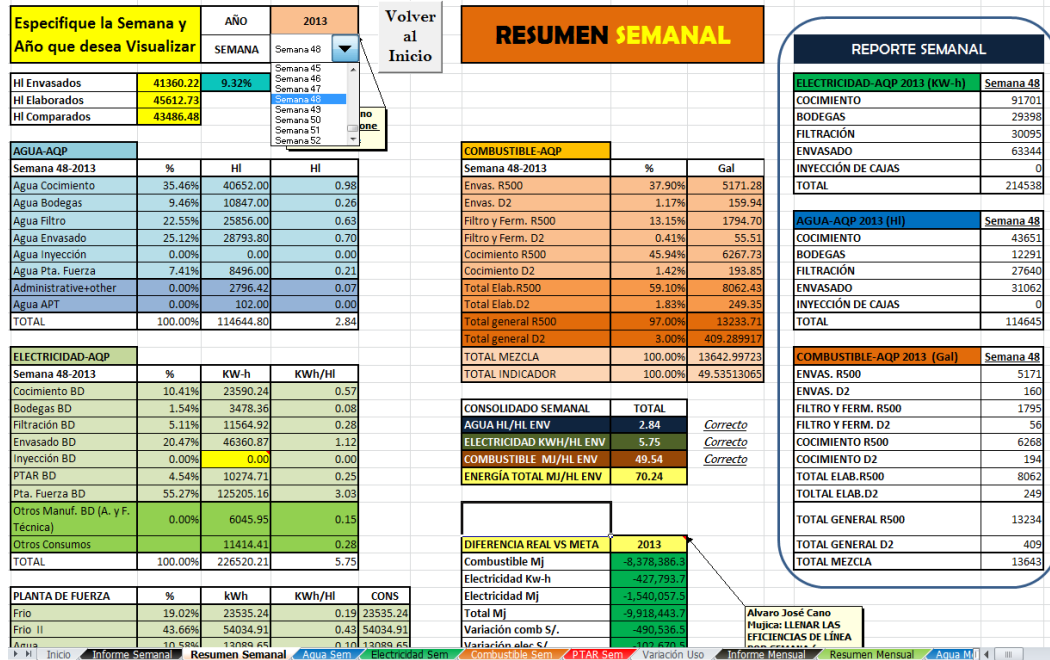 Especifique la Semana y
Año que desea Visualizar
AÑO 2013
SEMANA Semana 48
Semana 45
Semana 46
Semana 47
Semana 48
Semana 49
Semana 50
Semana 51
Semana 52
Volver
al
Inicio
RESUMEN SEMANAL
Hl Envasados 41360.22 9.32%
Hl Elaborados 45612.73
Hl Comparados 43486.48
AGUA-AQP
Semana 48-2013 % Hl Hl
Agua Cocimiento 35.46% 40652.00 0.98
Agua Bodegas 9.46% 10847.00 0.26
Agua Filtro 22.55% 25856.00 0.63
Agua Envasado 25.12% 28793.80 0.70
Agua Inyección 0.00% 0.00 0.00
Agua Pta. Fuerza 7.41% 8496.00 0.21
Administrative+other 0.00% 2796.42 0.07
Agua APT 0.00% 102.00 0.00
TOTAL 100.00% 114644.80 2.84
ELECTRICIDAD-AQP
Semana 48-2013 % KW-h KWh/Hl
Cocimiento BD 10.41% 23590.24 0.57
Bodegas BD 1.54% 3478.36 0.08
Filtración BD 5.11% 11564.92 0.28
Envasado BD 20.47% 46360.87 1.12
Inyección BD 0.00% 0.00 0.00
PTAR BD 4.54% 10274.71 0.25
Pta. Fuerza BD 55.27% 125205.16 3.03
Otros Manuf. BD (A. y F.
Técnica) 0.00% 6045.95 0.15
Otros Consumos 11414.41 0.28
TOTAL 100.00% 226520.21 5.75
PLANTA DE FUERZA % kWh KWh/Hl CONS
Frio 19.02% 23535.24 0.19 23535.24
Frio II 43.66% 54034.91 0.43 54034.91
Agua 10.58% 13089.65 0.10 13089.65
COMBUSTIBLE-AQP
Semana 48-2013 % Gal
Envas. R500 37.90% 5171.28
Envas. D2 1.17% 159.94
Filtro y Ferm. R500 13.15% 1794.70
Filtro y Ferm. D2 0.41% 55.51
Cocimiento R500 45.94% 6267.73
Cocimiento D2 1.42% 193.85
Total Elab.R500 59.10% 8062.43
Total Elab.D2 1.83% 249.35
Total general R500 97.00% 13233.71
Total general D2 3.00% 409.289917
TOTAL MEZCLA 100.00% 13642.99723
TOTAL INDICADOR 100.00% 49.53513065
CONSOLIDADO SEMANAL TOTAL
AGUA HL/HL ENV 2.84 Correcto
ELECTRICIDAD KWH/HL ENV 5.75 Correcto
COMBUSTIBLE MJ/HL ENV 49.54 Correcto
ENERGÍA TOTAL MJ/HL ENV 70.24
DIFERENCIA REAL VS META 2013
Combustible Mj -8,378,386.3
Electricidad Kw-h -427,793.7
Electricidad Mj -1,540,057.5
Total Mj -9,918,443.7
Variación comb S/. -490,536.5
Variación elec S/. -102,670.5
Alvaro José Cano
Mujica: LLENAR LAS
EFICIENCIAS DE LÍNEA
POR SEMANA
REPORTE SEMANAL
ELECTRICIDAD-AQP 2013 (KW-h) Semana 48
COCIMIENTO 91701
BODEGAS 29398
FILTRACIÓN 30095
ENVASADO 63344
INYECCIÓN DE CAJAS 0
TOTAL 214538
AGUA-AQP 2013 (Hl) Semana 48
COCIMIENTO 43651
BODEGAS 12291
FILTRACIÓN 27640
ENVASADO 31062
INYECCIÓN DE CAJAS 0
TOTAL 114645
COMBUSTIBLE-AQP 2013 (Gal) Semana 48
ENVAS. R500 5171
ENVAS. D2 160
FILTRO Y FERM. R500 1795
FILTRO Y FERM. D2 56
COCIMIENTO R500 6268
COCIMIENTO D2 194
TOTAL ELAB.R500 8062
TOLTAL ELAB.D2 249
TOTAL GENERAL R500 13234
TOTAL GENERAL D2 409
TOTAL MEZCLA 13643
Inicio Informe Semanal Resumen Semanal Agua Sem Electricidad Sem Combustible Sem PTAR Sem Variación Uso Informe Mensual Resumen Mensual Agua M